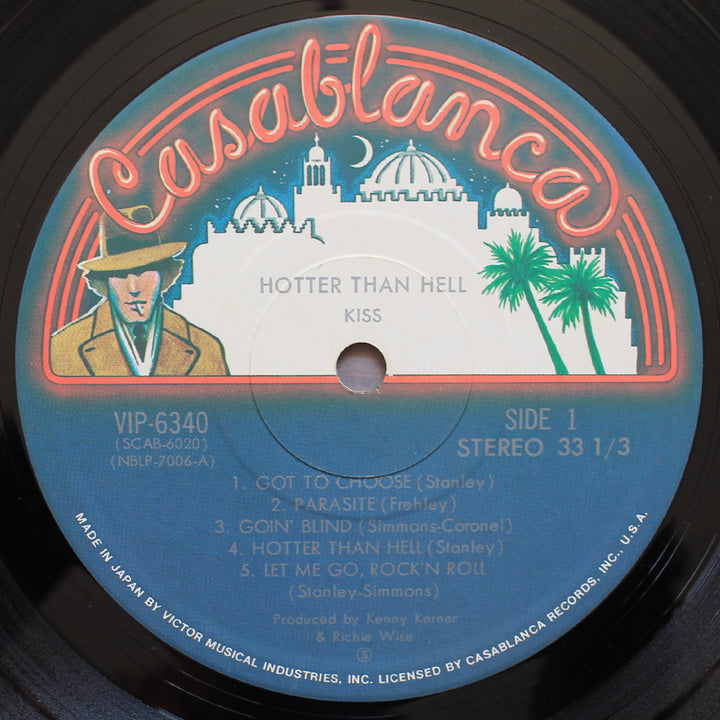 Casablanca
HOTTER THAN HELL
KISS
VIP-6340
(SCAB-6020)
(NBLP-7006-A)
SIDE 1
STEREO 33 1/3
1. GOT TO CHOOSE (Stanley)
2. PARASITE (Frehley)
3. GOIN' BLIND (Simmons-Coronel)
4. HOTTER THAN HELL (Stanley)
5. LET ME GO, ROCK'N ROLL
(Stanley-Simmons)
Produced by Kenny Kerner
& Richie Wise
Ⓢ
MADE IN JAPAN BY VICTOR MUSICAL INDUSTRIES, INC. LICENSED BY CASABLANCA RECORDS, INC., U.S.A.